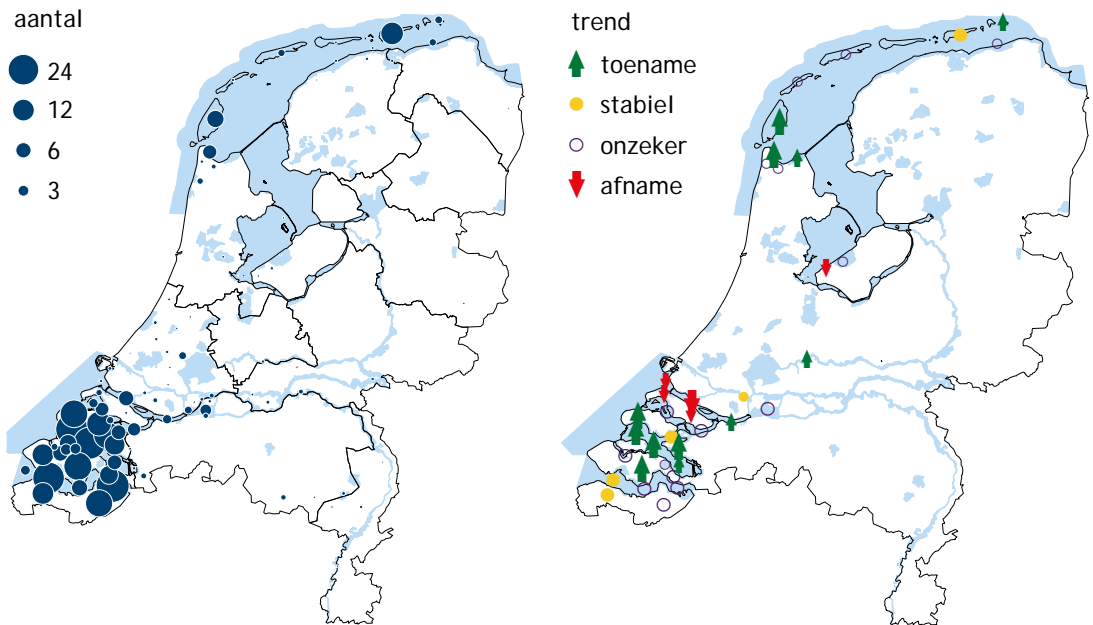 aantal
24
12
6
3
trend
toename
stabiel
onzeker
afname